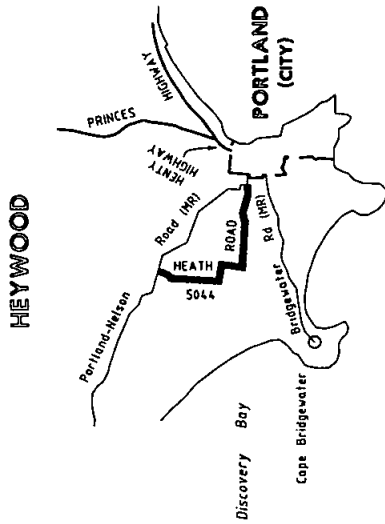 HEYWOOD
PRINCES
HIGHWAY
HENTY
HIGHWAY
PORTLAND
(CITY)
Portland-Nelson Road (MR)
HEATH ROAD
S044
Bridgewater Rd (MR)
Discovery Bay
Cape Bridgewater